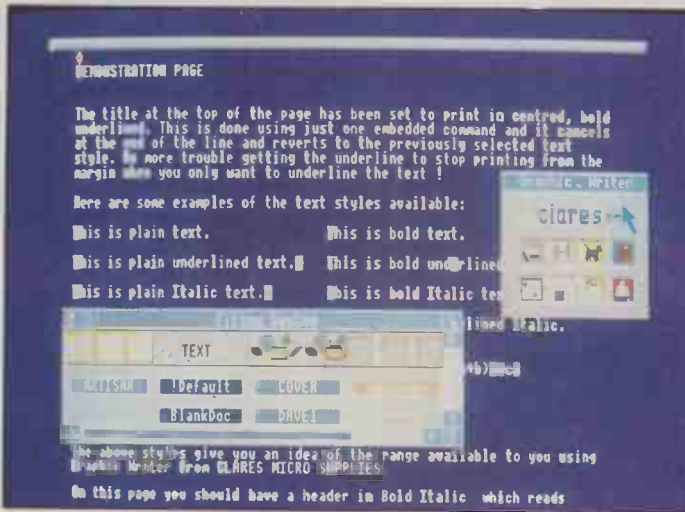 DEMONSTRATION PAGE
The title at the top of the page has been set to print in centred, bold
underlined. This is done using just one embedded command and it cancels
at the end of the line and reverts to the previously selected text
style. No more trouble getting the underline to stop printing from the
margin when you only want to underline the text !
Here are some examples of the text styles available:
This is plain text. This is bold text.
This is plain underlined text. This is bold underlined
This is plain Italic text. This is bold Italic
lined Italic.
Graphic Writer
clares
TEXT
ARTISAN !Default COVER
BlankDoc DRVE1
The above styles give you an idea of the range available to you using
Graphic Writer from CLARES MICRO SUPPLIES
On this page you should have a header in Bold Italic which reads